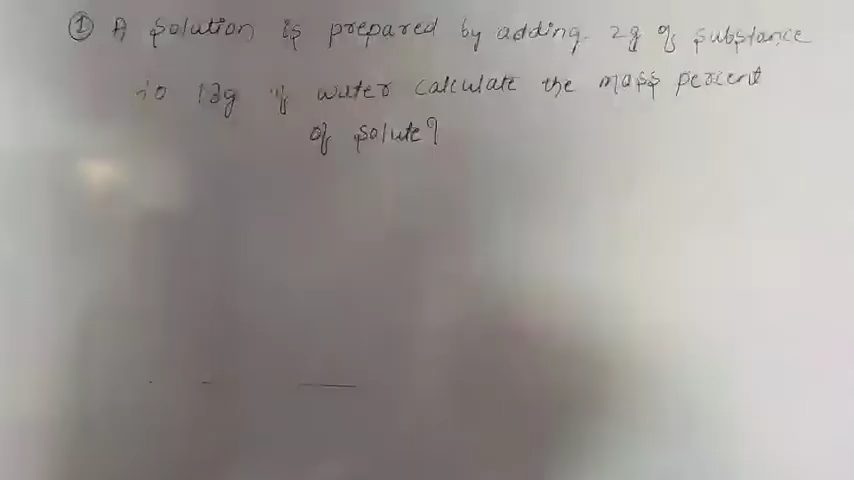 ① A solution is prepared by adding 2g of substance
to 18g of water calculate the mass percent
of solute?